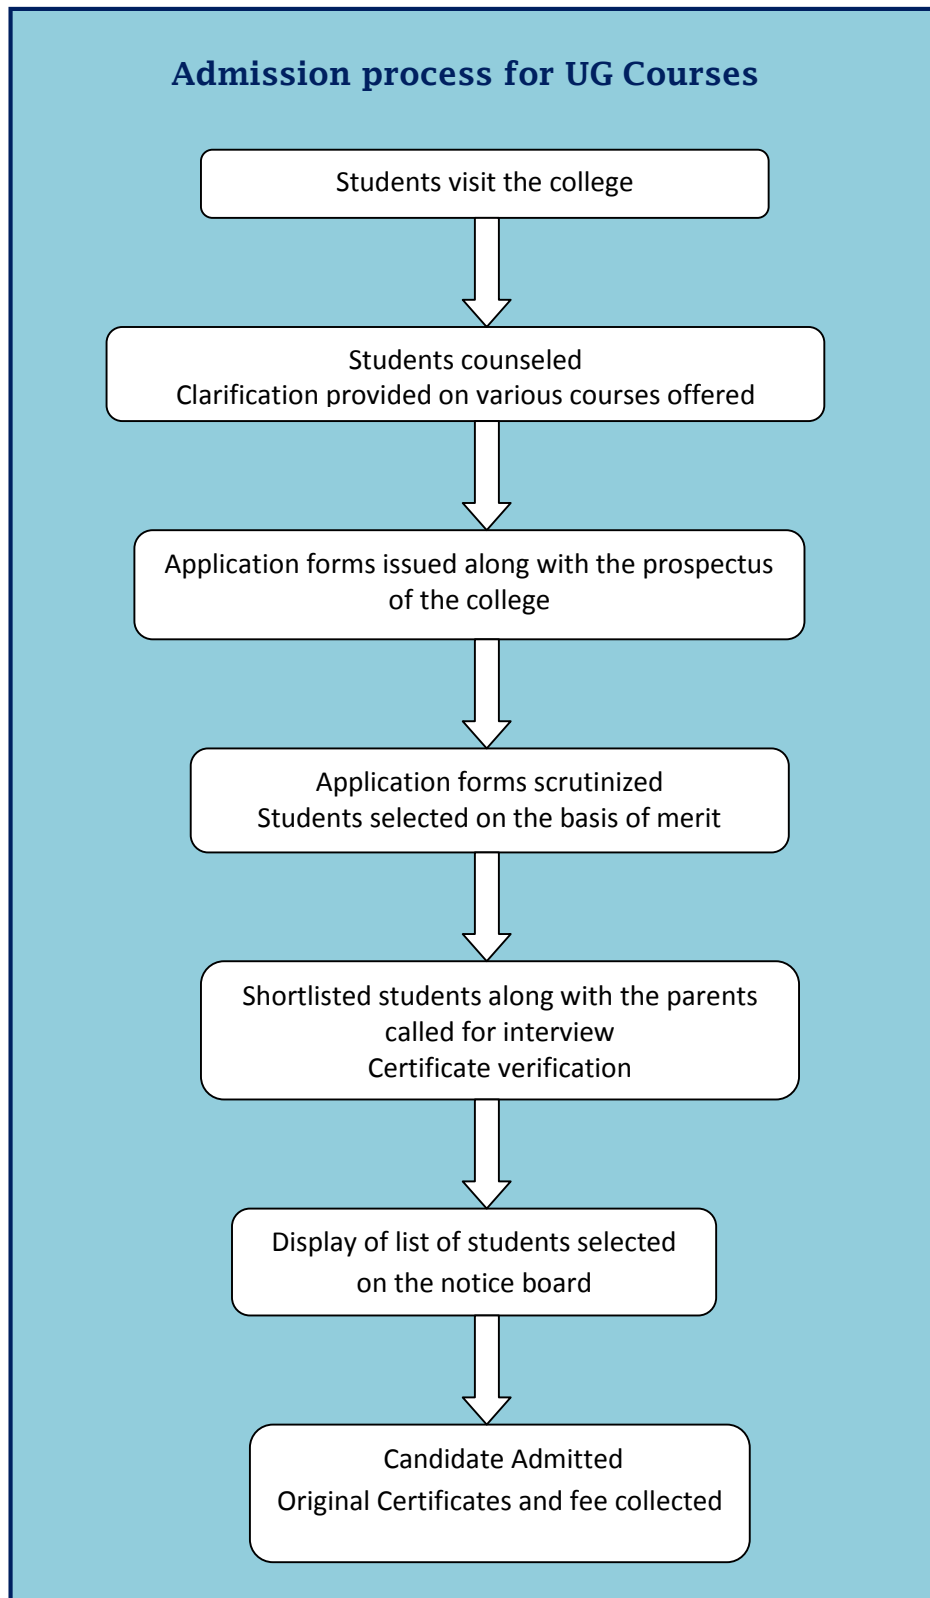 Admission process for UG Courses
Students visit the college
Students counseled
Clarification provided on various courses offered
Application forms issued along with the prospectus
of the college
Application forms scrutinized
Students selected on the basis of merit
Shortlisted students along with the parents
called for interview
Certificate verification
Display of list of students selected
on the notice board
Candidate Admitted
Original Certificates and fee collected